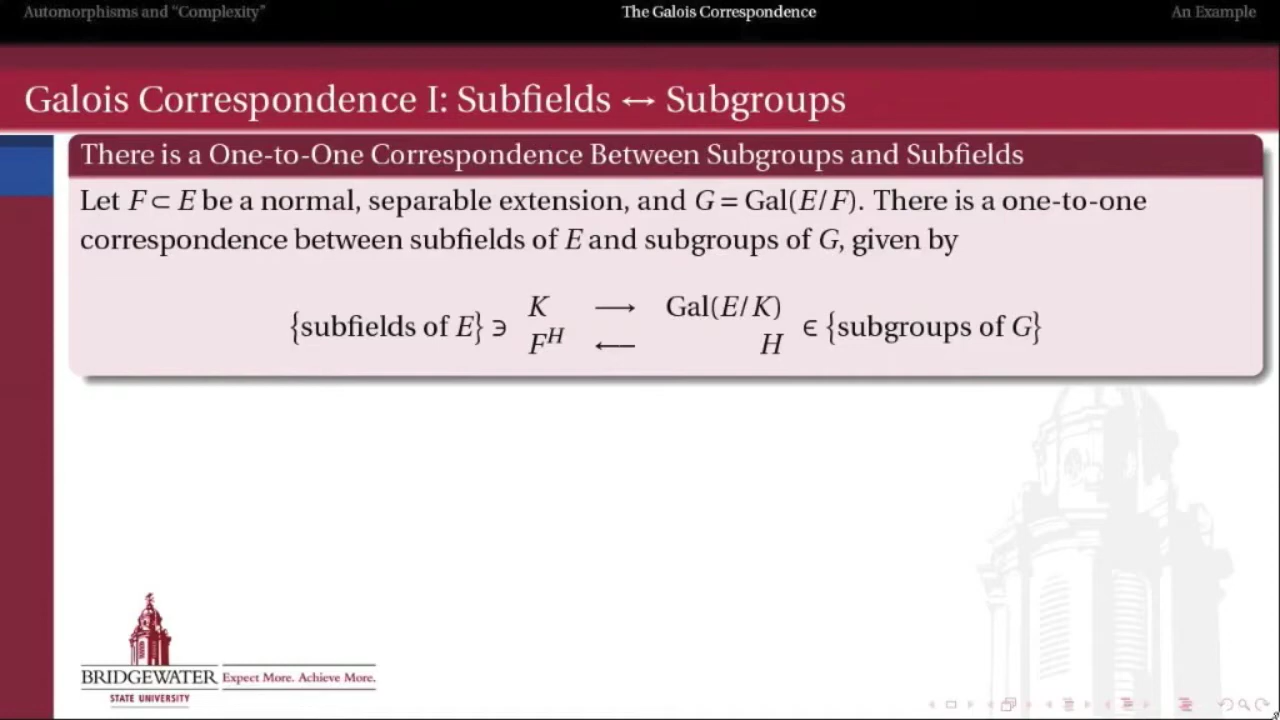 Automorphisms and “Complexity” The Galois Correspondence An Example
Galois Correspondence I: Subfields ↔ Subgroups
There is a One-to-One Correspondence Between Subgroups and Subfields
Let F ⊂ E be a normal, separable extension, and G = Gal(E/F). There is a one-to-one
correspondence between subfields of E and subgroups of G, given by
K ⟶ Gal(E/K)
{subfields of E} ∋ ∈ {subgroups of G}
F^H ⟵ H
BRIDGEWATER Expect More. Achieve More.
STATE UNIVERSITY